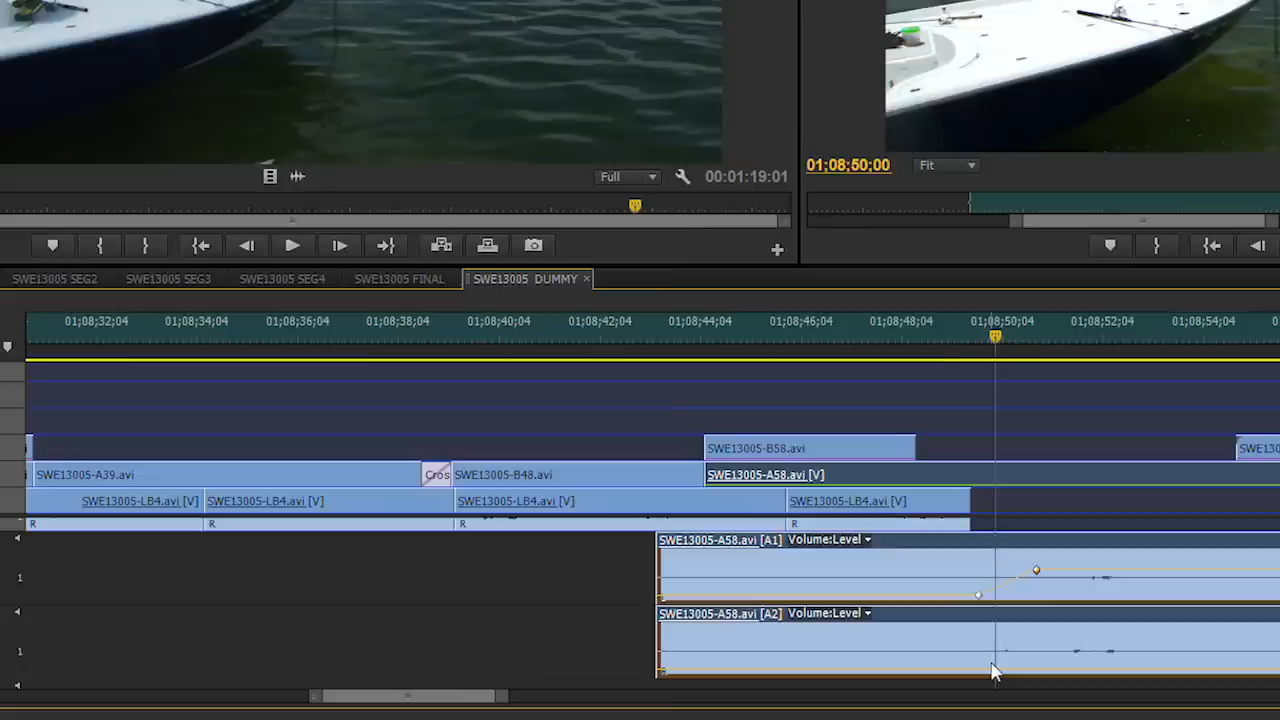 01;08;50;00 Fit
Full 00:01:19:01
SWE13005 SEG2 SWE13005 SEG3 SWE13005 SEG4 SWE13005 FINAL SWE13005 DUMMY ×
01;08;32;04 01;08;34;04 01;08;36;04 01;08;38;04 01;08;40;04 01;08;42;04 01;08;44;04 01;08;46;04 01;08;48;04 01;08;50;04 01;08;52;04 01;08;54;04 0
SWE13005-B58.avi SWE130
SWE13005-A39.avi Cros SWE13005-B48.avi SWE13005-A58.avi [V]
SWE13005-LB4.avi [V] SWE13005-LB4.avi [V] SWE13005-LB4.avi [V] SWE13005-LB4.avi [V]
R R R R
SWE13005-A58.avi [A1] Volume:Level
1
SWE13005-A58.avi [A2] Volume:Level
1